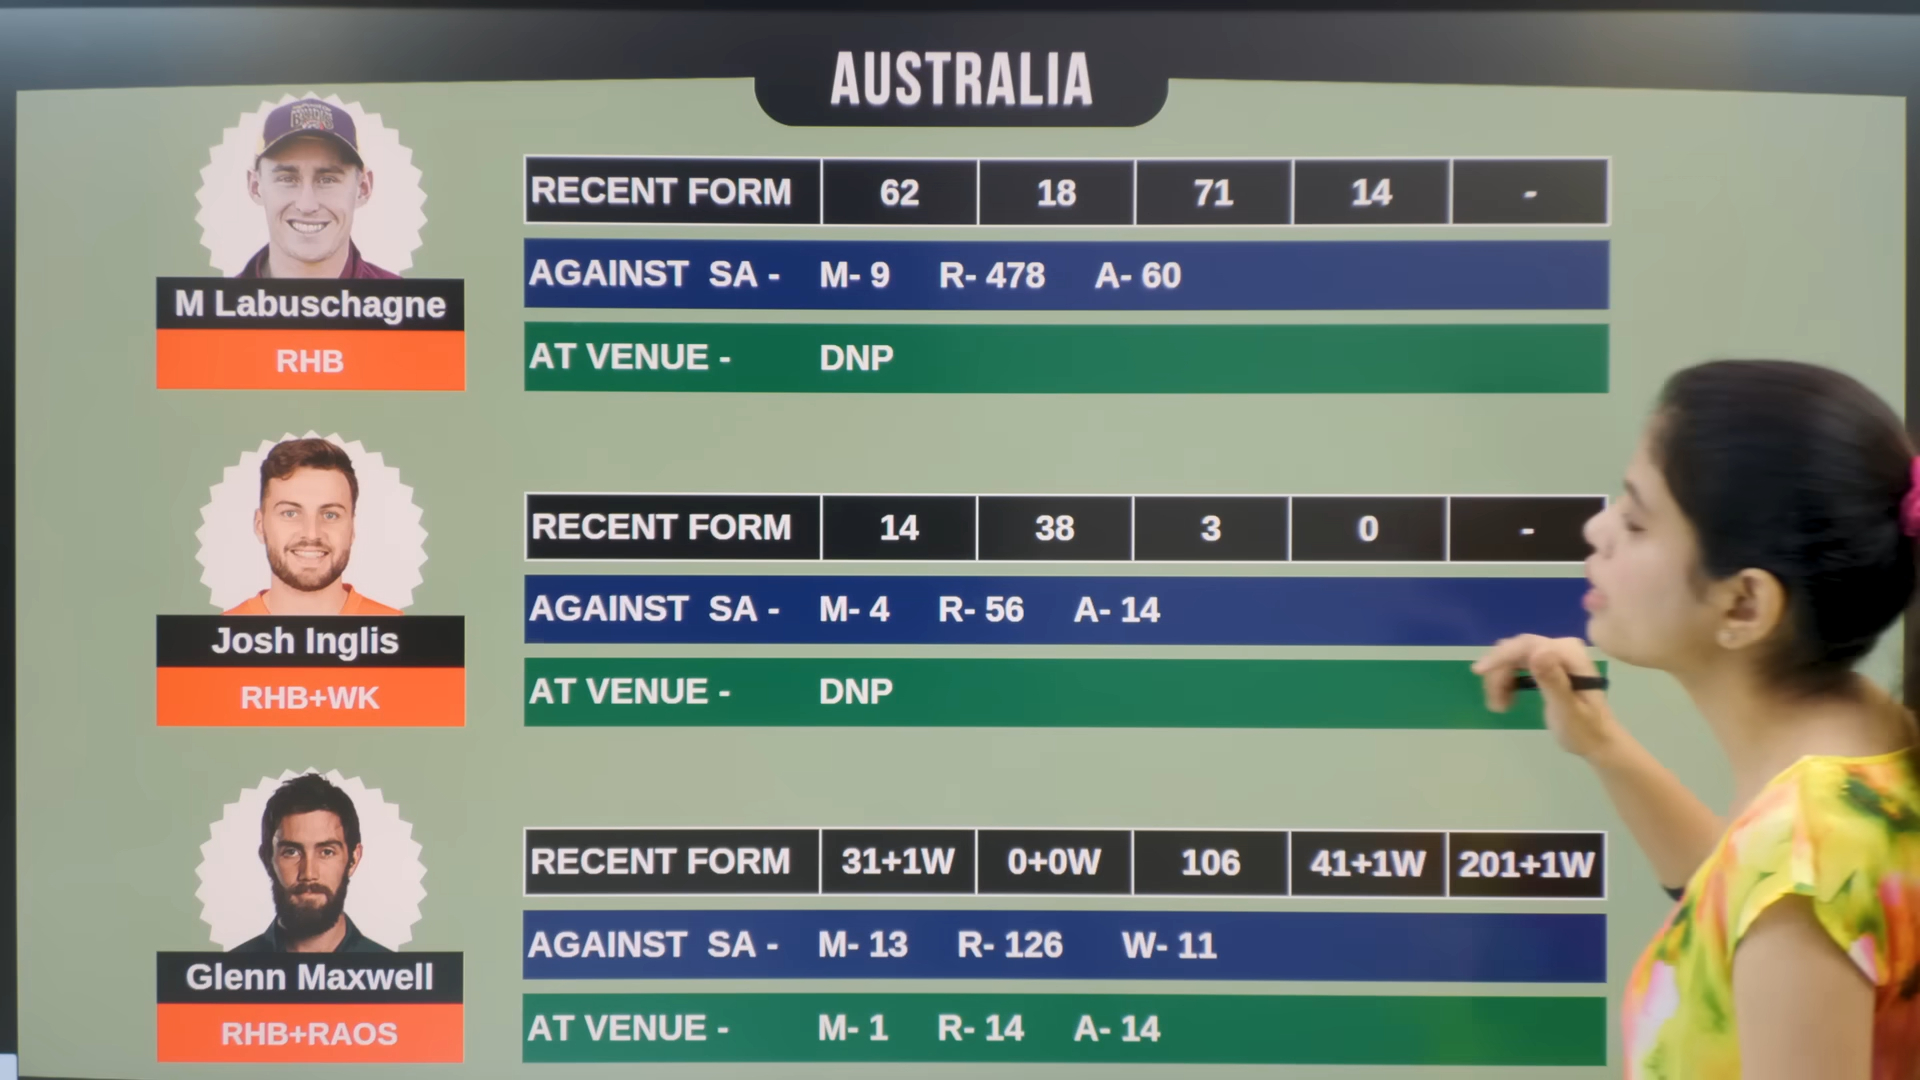 AUSTRALIA
RECENT FORM 62 18 71 14 -
AGAINST SA - M- 9 R- 478 A- 60
M Labuschagne
RHB
AT VENUE - DNP
RECENT FORM 14 38 3 0 -
AGAINST SA - M- 4 R- 56 A- 14
Josh Inglis
RHB+WK
AT VENUE - DNP
RECENT FORM 31+1W 0+0W 106 41+1W 201+1W
AGAINST SA - M- 13 R- 126 W- 11
Glenn Maxwell
RHB+RAOS
AT VENUE - M- 1 R- 14 A- 14